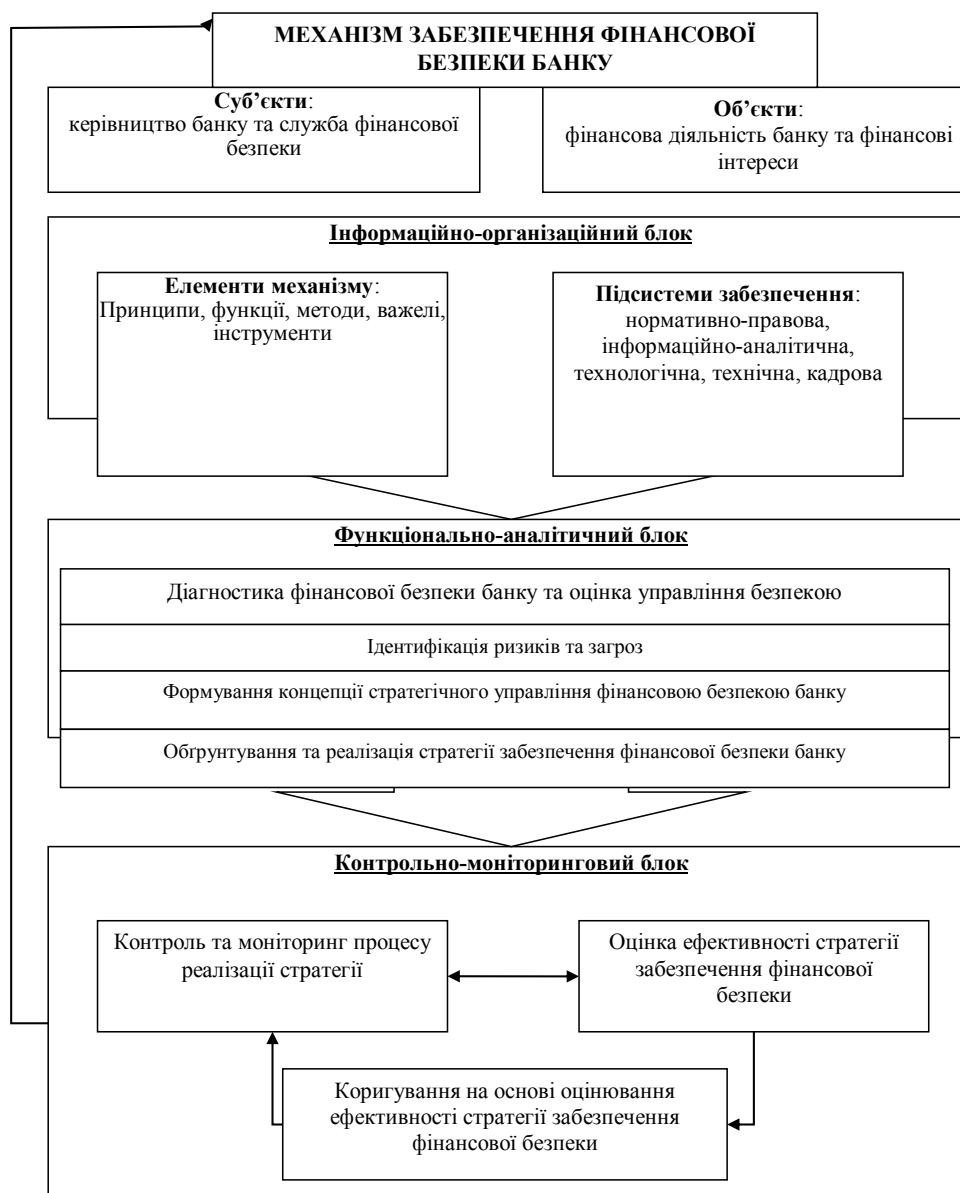 МЕХАНІЗМ ЗАБЕЗПЕЧЕННЯ ФІНАНСОВОЇ
БЕЗПЕКИ БАНКУ
Суб’єкти:
керівництво банку та служба фінансової
безпеки
Об’єкти:
фінансова діяльність банку та фінансові
інтереси
Інформаційно-організаційний блок
Елементи механізму:
Принципи, функції, методи, важелі,
інструменти
Підсистеми забезпечення:
нормативно-правова,
інформаційно-аналітична,
технологічна, технічна, кадрова
Функціонально-аналітичний блок
Діагностика фінансової безпеки банку та оцінка управління безпекою
Ідентифікація ризиків та загроз
Формування концепції стратегічного управління фінансовою безпекою банку
Обґрунтування та реалізація стратегії забезпечення фінансової безпеки банку
Контрольно-моніторинговий блок
Контроль та моніторинг процесу
реалізації стратегії
Оцінка ефективності стратегії
забезпечення фінансової
безпеки
Коригування на основі оцінювання
ефективності стратегії забезпечення
фінансової безпеки